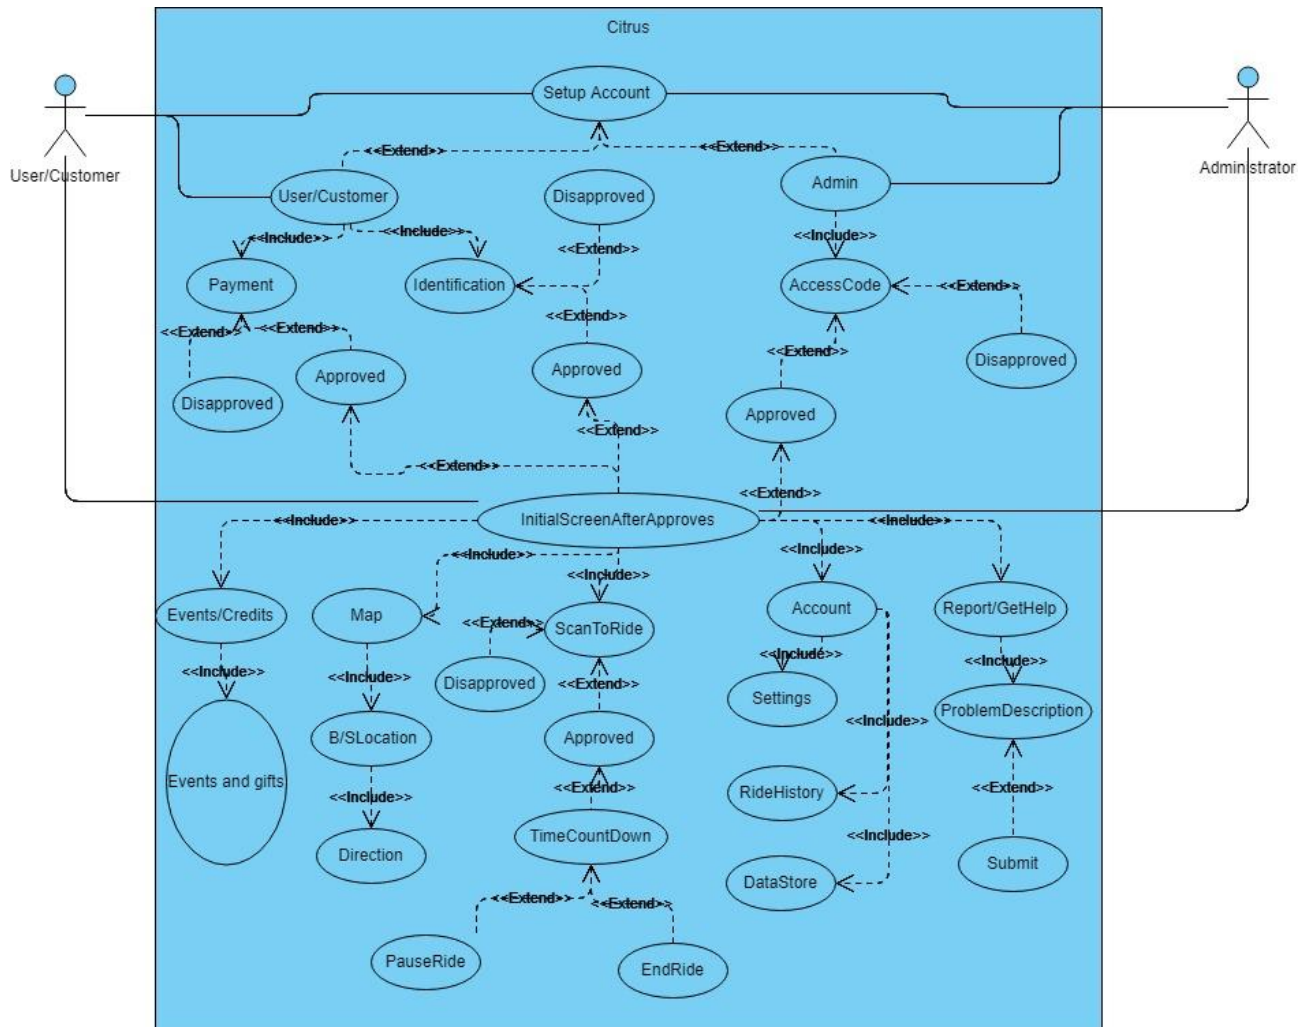 Citrus
Setup Account
User/Customer
Administrator
<<Extend>>
<<Extend>>
User/Customer
Disapproved
Admin
<<Include>>
<<Include>>
<<Extend>>
<<Include>>
Payment
Identification
AccessCode
<<Extend>>
<<Extend>>
<<Extend>>
<<Extend>>
<<Extend>>
Disapproved
Approved
Approved
Disapproved
Approved
<<Extend>>
<<Extend>>
<<Extend>>
InitialScreenAfterApproves
<<Include>>
<<Include>>
<<Include>>
<<Include>>
<<Include>>
Events/Credits
Map
ScanToRide
Account
Report/GetHelp
<<Extend>>
<<Include>>
<<Include>>
<<Include>>
<<Include>>
Disapproved
<<Extend>>
Settings
ProblemDescription
B/SLocation
Approved
<<Include>>
Events and gifts
<<Include>>
<<Extend>>
RideHistory
<<Extend>>
TimeCountDown
<<Include>>
Direction
Submit
DataStore
<<Extend>>
<<Extend>>
PauseRide
EndRide